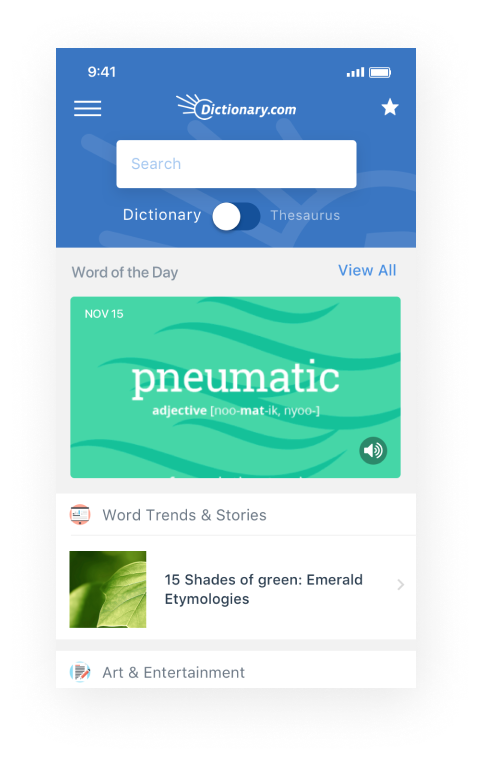 9:41
Dictionary.com
Search
Dictionary Thesaurus
Word of the Day View All
NOV 15
pneumatic
adjective [noo-mat-ik, nyoo-]
Word Trends & Stories
15 Shades of green: Emerald
Etymologies
Art & Entertainment